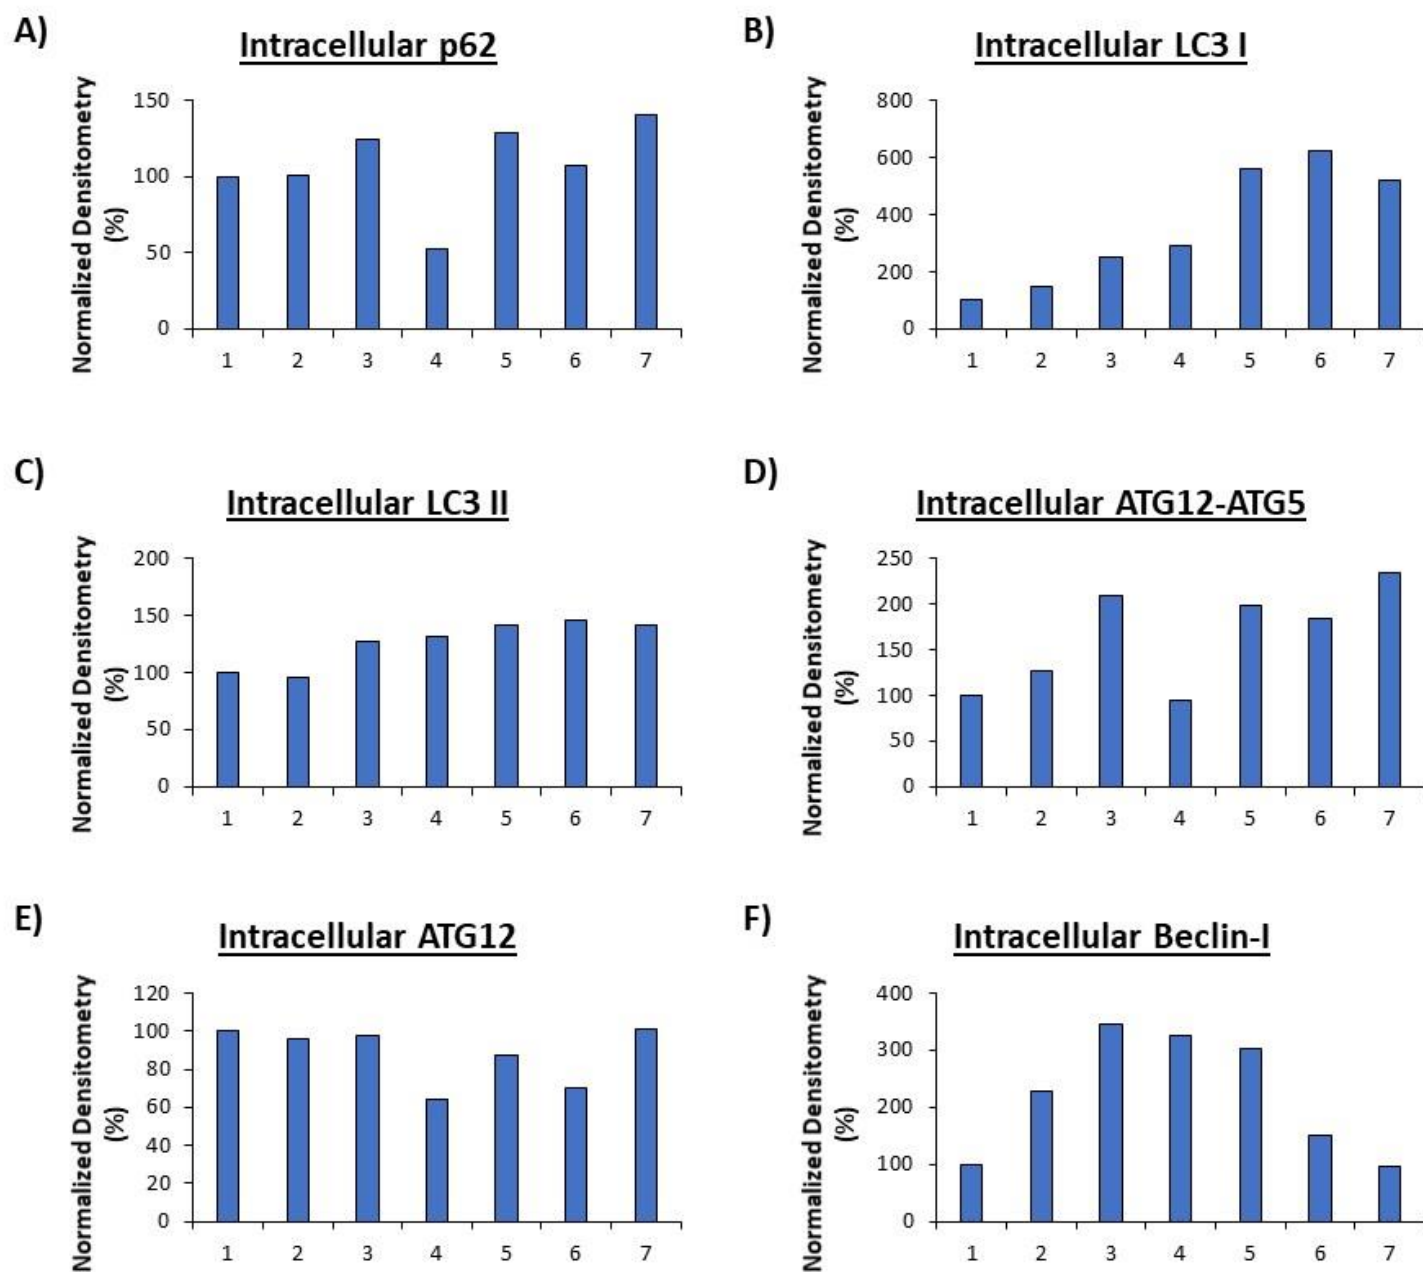 A)
Intracellular p62
Normalized Densitometry
(%)
150
100
50
0
1 2 3 4 5 6 7
B)
Intracellular LC3 I
Normalized Densitometry
(%)
800
600
400
200
0
1 2 3 4 5 6 7
C)
Intracellular LC3 II
Normalized Densitometry
(%)
200
150
100
50
0
1 2 3 4 5 6 7
D)
Intracellular ATG12-ATG5
Normalized Densitometry
(%)
250
200
150
100
50
0
1 2 3 4 5 6 7
E)
Intracellular ATG12
Normalized Densitometry
(%)
120
100
80
60
40
20
0
1 2 3 4 5 6 7
F)
Intracellular Beclin-I
Normalized Densitometry
(%)
400
300
200
100
0
1 2 3 4 5 6 7